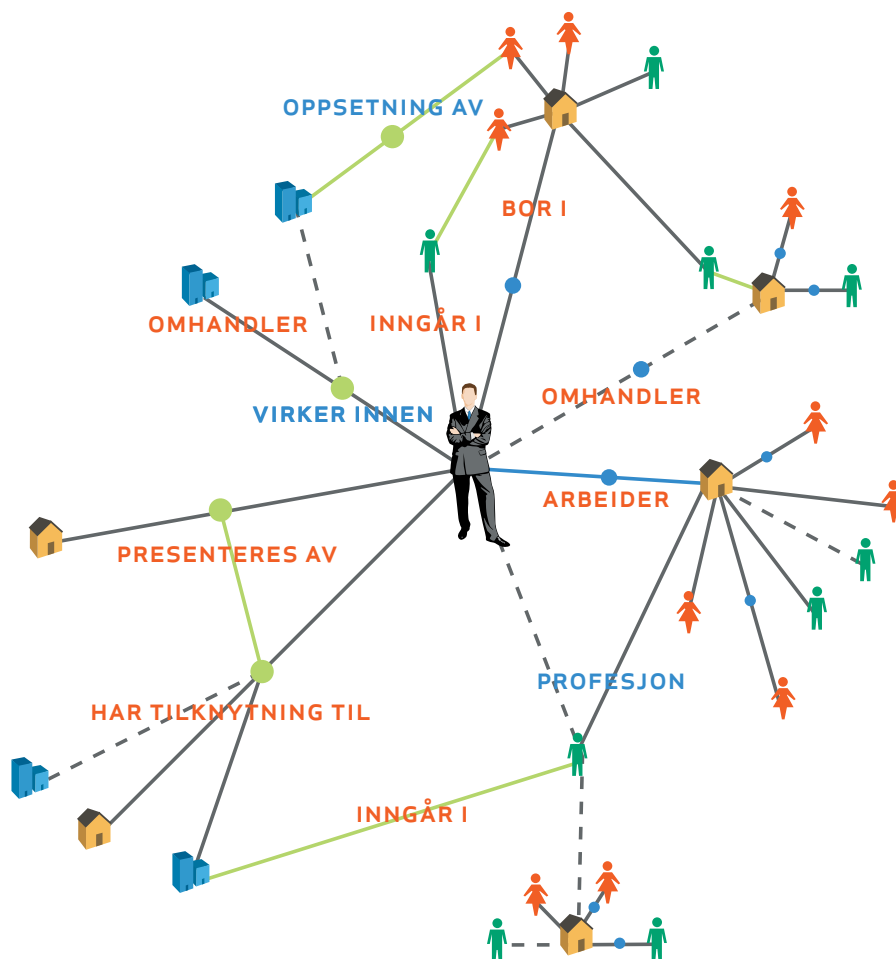 OPPSETNING AV
BOR I
OMHANDLER
INNGÅR I
OMHANDLER
VIRKER INNEN
ARBEIDER
PRESENTERES AV
PROFESJON
HAR TILKNYTNING TIL
INNGÅR I